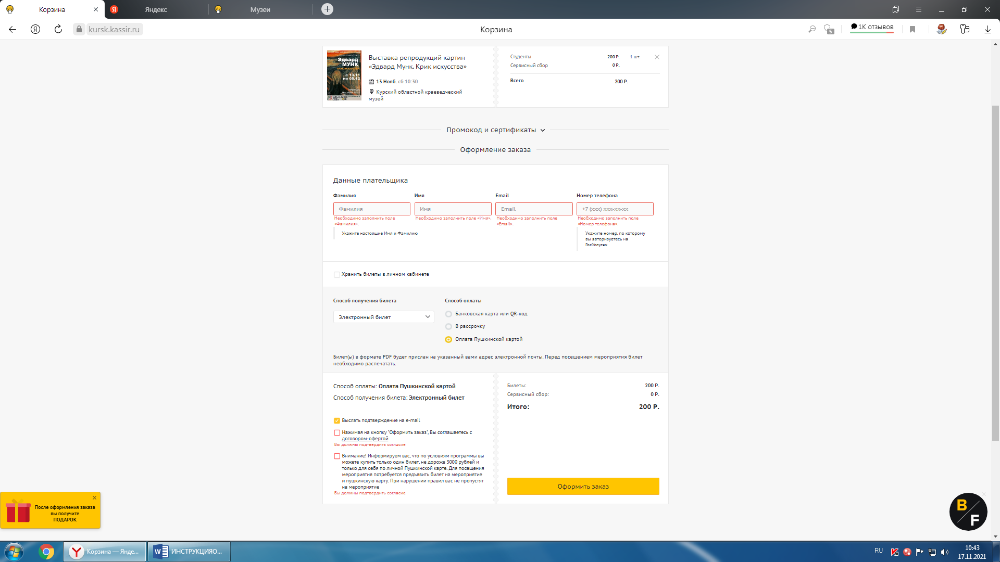 Корзина
Яндекс
Музеи
kursk.kassir.ru
Корзина
1К отзывов
5
Эдвард
МУНК
КРИК ИСКУССТВА
с 13.11
по 05.12
Выставка репродукций картин
«Эдвард Мунк. Крик искусства»
13 Нояб. сб 10:30
Курский областной краеведческий
музей
Студенты 200 Р. 1 шт.
Сервисный сбор 0 Р.
Всего 200 Р.
Промокод и сертификаты
Оформление заказа
Данные плательщика
Фамилия Имя Email Номер телефона
Фамилия Имя Email +7 (xxx) xxx-xx-xx
Необходимо заполнить поле
«Фамилия».
Необходимо заполнить поле «Имя».
Необходимо заполнить поле
«Email».
Необходимо заполнить поле
«Номер телефона».
Укажите настоящие Имя и Фамилию
Укажите номер, по которому
вы авторизуетесь на
ГосУслугах
Хранить билеты в личном кабинете
Способ получения билета
Электронный билет
Способ оплаты
Банковская карта или QR-код
В рассрочку
Оплата Пушкинской картой
Билет(ы) в формате PDF будет прислан на указанный вами адрес электронной почты. Перед посещением мероприятия билет
необходимо распечатать.
Способ оплаты: Оплата Пушкинской картой
Способ получения билета: Электронный билет
Выслать подтверждение на e-mail
Нажимая на кнопку "Оформить заказ", Вы соглашаетесь с
договором-офертой
Вы должны подтвердить согласие
Внимание! Информируем вас, что по условиям программы вы
можете купить только один билет, не дороже 3000 рублей и
только для себя по личной Пушкинской карте. Для посещения
мероприятия потребуется предъявить билет на мероприятие
и пушкинскую карту. При нарушении правил вас не пропустят
на мероприятие
Вы должны подтвердить согласие
Билеты: 200 Р.
Сервисный сбор: 0 Р.
Итого: 200 Р.
Оформить заказ
После оформления заказа
вы получите
ПОДАРОК
B
F
Корзина — Янде...
ИНСТРУКЦИЯО...
RU
10:43
17.11.2021